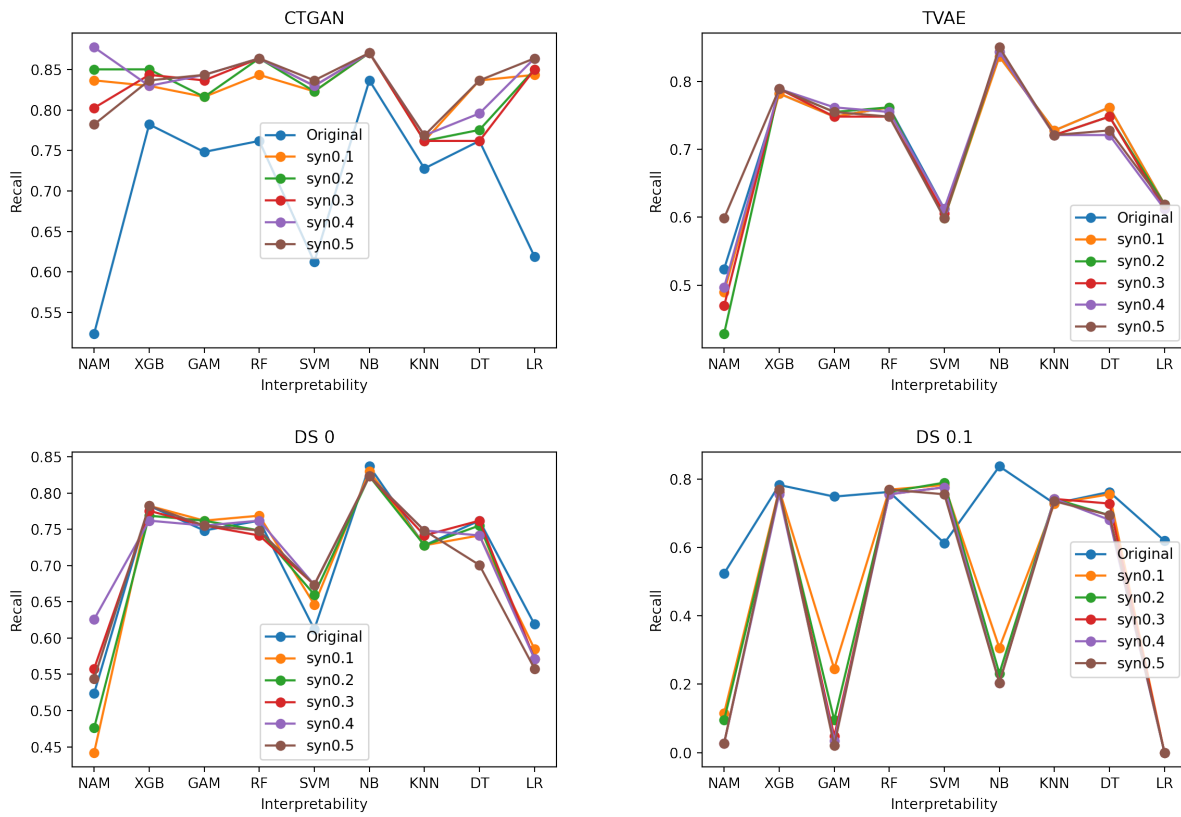 CTGAN
Recall
0.85
0.80
0.75
0.70
0.65
0.60
0.55
Original
syn0.1
syn0.2
syn0.3
syn0.4
syn0.5
NAM XGB GAM RF SVM NB KNN DT LR
Interpretability
TVAE
Recall
0.8
0.7
0.6
0.5
Original
syn0.1
syn0.2
syn0.3
syn0.4
syn0.5
NAM XGB GAM RF SVM NB KNN DT LR
Interpretability
DS 0
Recall
0.85
0.80
0.75
0.70
0.65
0.60
0.55
0.50
0.45
Original
syn0.1
syn0.2
syn0.3
syn0.4
syn0.5
NAM XGB GAM RF SVM NB KNN DT LR
Interpretability
DS 0.1
Recall
0.8
0.6
0.4
0.2
0.0
Original
syn0.1
syn0.2
syn0.3
syn0.4
syn0.5
NAM XGB GAM RF SVM NB KNN DT LR
Interpretability